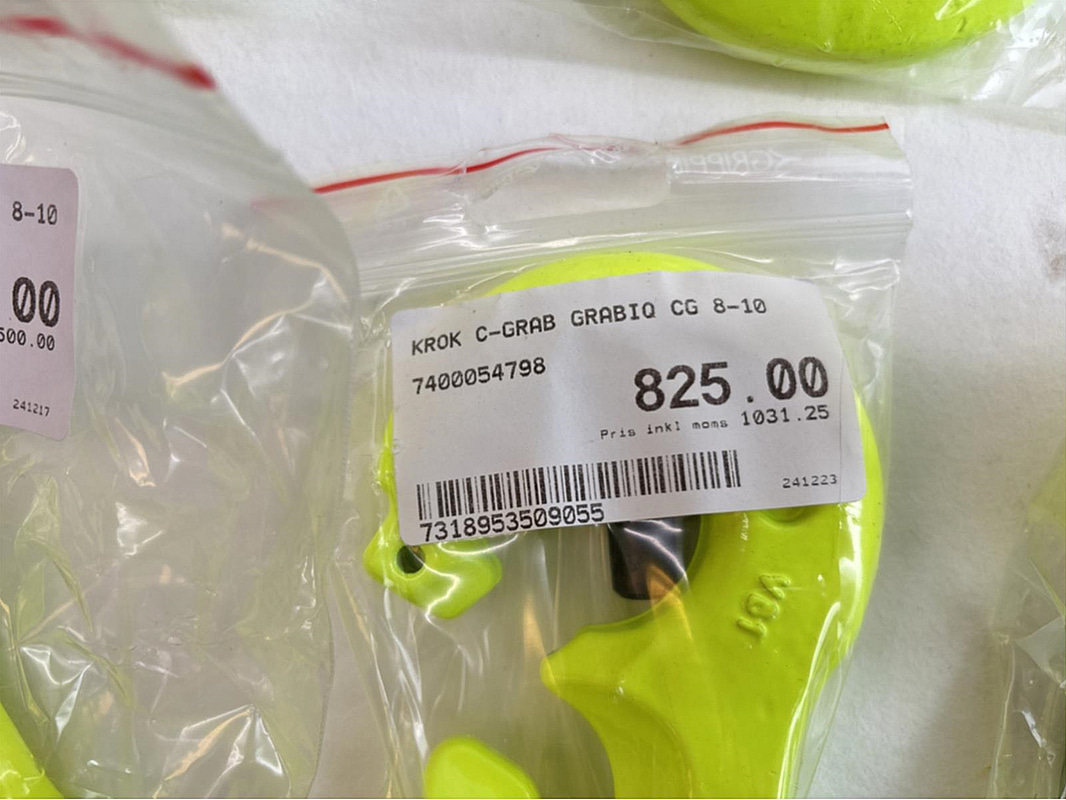 8-10
00
500.00
241217
GRIPPIE
KROK C-GRAB GRABIQ CG 8-10
7400054798
825.00
Pris inkl moms 1031.25
241223
7318953509055